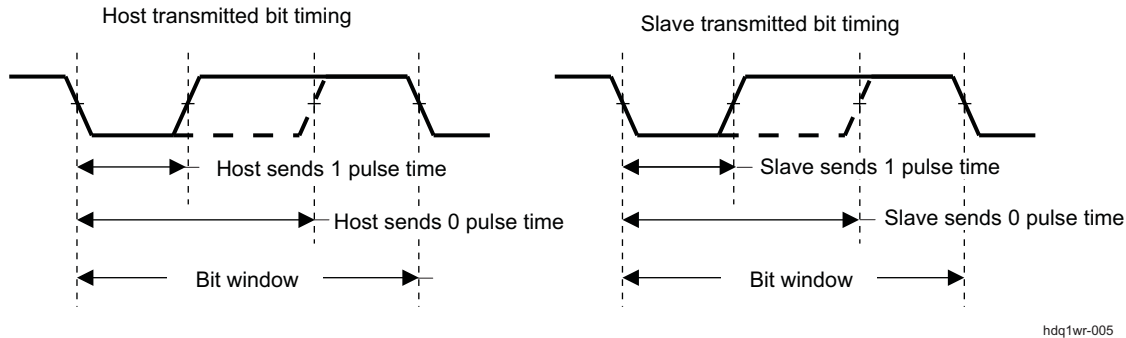 Host transmitted bit timing
Slave transmitted bit timing
Host sends 1 pulse time
Host sends 0 pulse time
Bit window
Slave sends 1 pulse time
Slave sends 0 pulse time
Bit window
hdq1wr-005